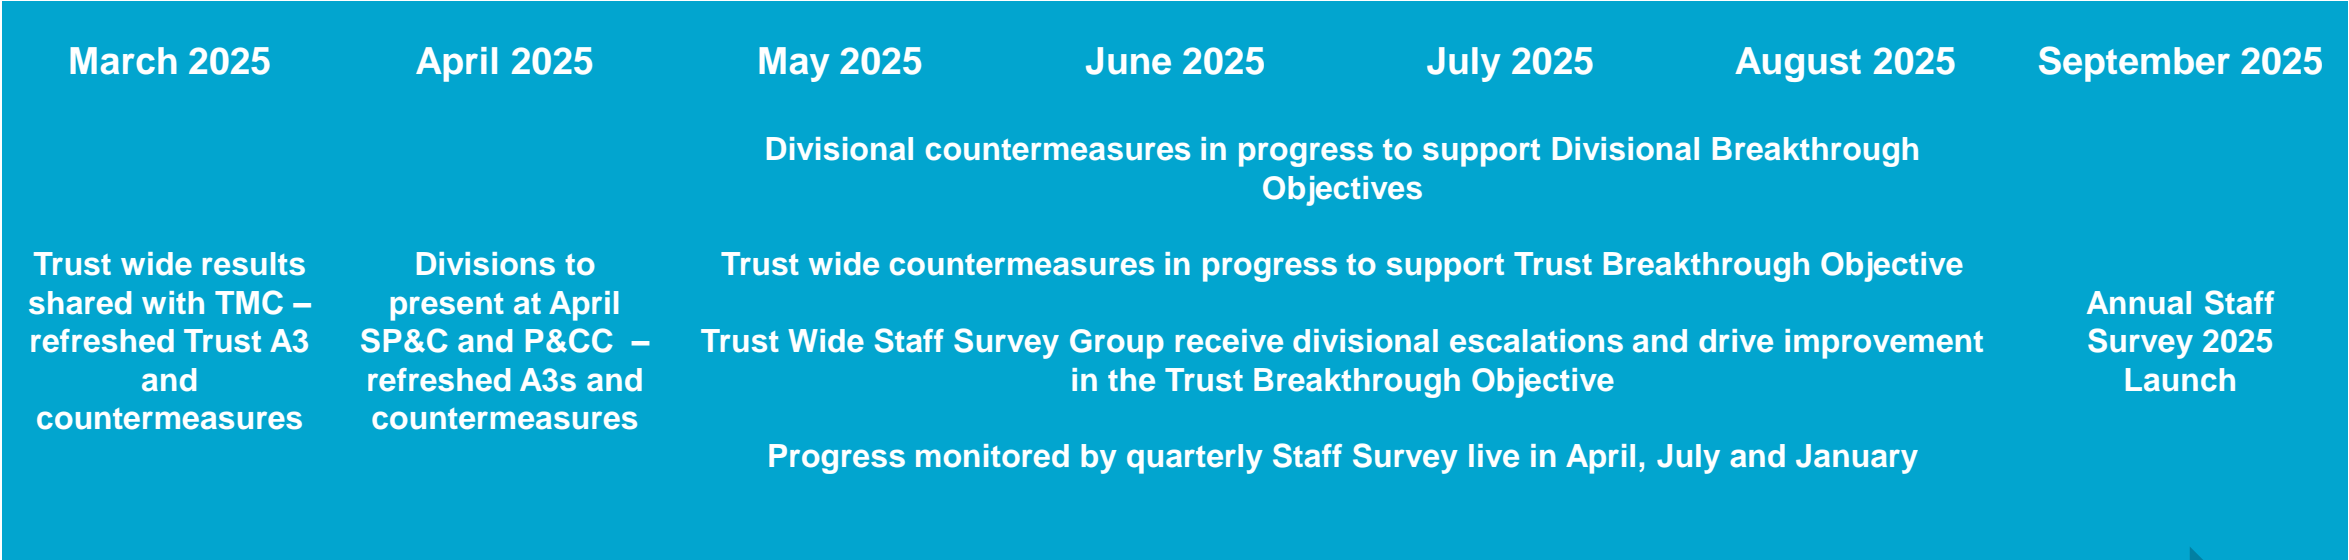 March 2025
April 2025
May 2025
June 2025
July 2025
August 2025
September 2025
Trust wide results
shared with TMC –
refreshed Trust A3
and
countermeasures
Divisions to
present at April
SP&C and P&CC –
refreshed A3s and
countermeasures
Divisional countermeasures in progress to support Divisional Breakthrough
Objectives
Trust wide countermeasures in progress to support Trust Breakthrough Objective
Trust Wide Staff Survey Group receive divisional escalations and drive improvement
in the Trust Breakthrough Objective
Progress monitored by quarterly Staff Survey live in April, July and January
Annual Staff
Survey 2025
Launch